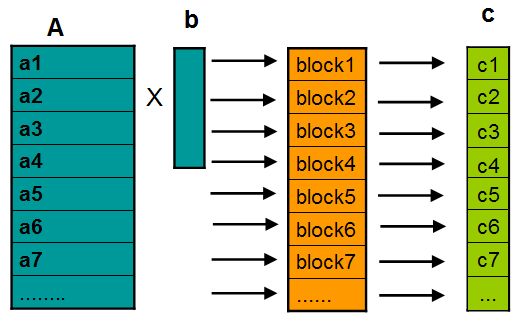 A
b
c
a1
a2
a3
a4
a5
a6
a7
........
X
block1
block2
block3
block4
block5
block6
block7
......
c1
c2
c3
c4
c5
c6
c7
...